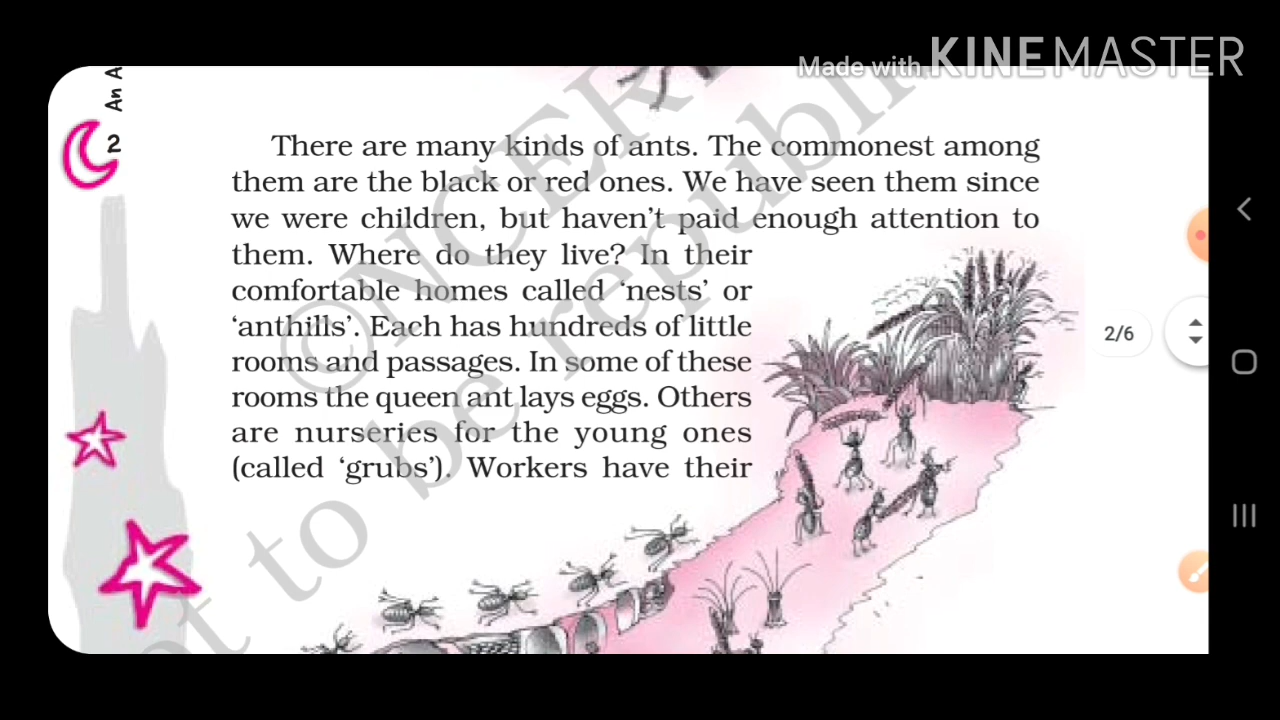 Made with KINEMASTER
An A
2
There are many kinds of ants. The commonest among
them are the black or red ones. We have seen them since
we were children, but haven't paid enough attention to
them. Where do they live? In their
comfortable homes called ‘nests’ or
‘anthills’. Each has hundreds of little
rooms and passages. In some of these
rooms the queen ant lays eggs. Others
are nurseries for the young ones
(called ‘grubs’). Workers have their
2/6
©NCER
to be republi